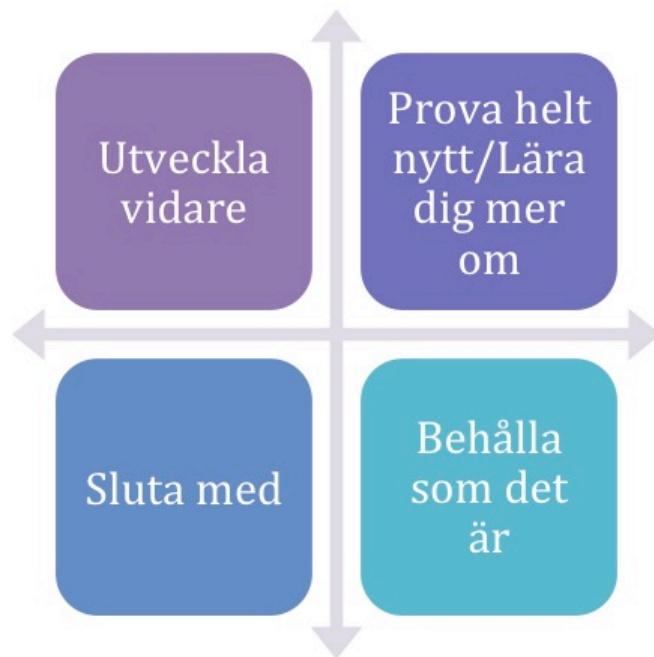 Utveckla
vidare
Prova helt
nytt/Lära
dig mer
om
Sluta med
Behålla
som det
är